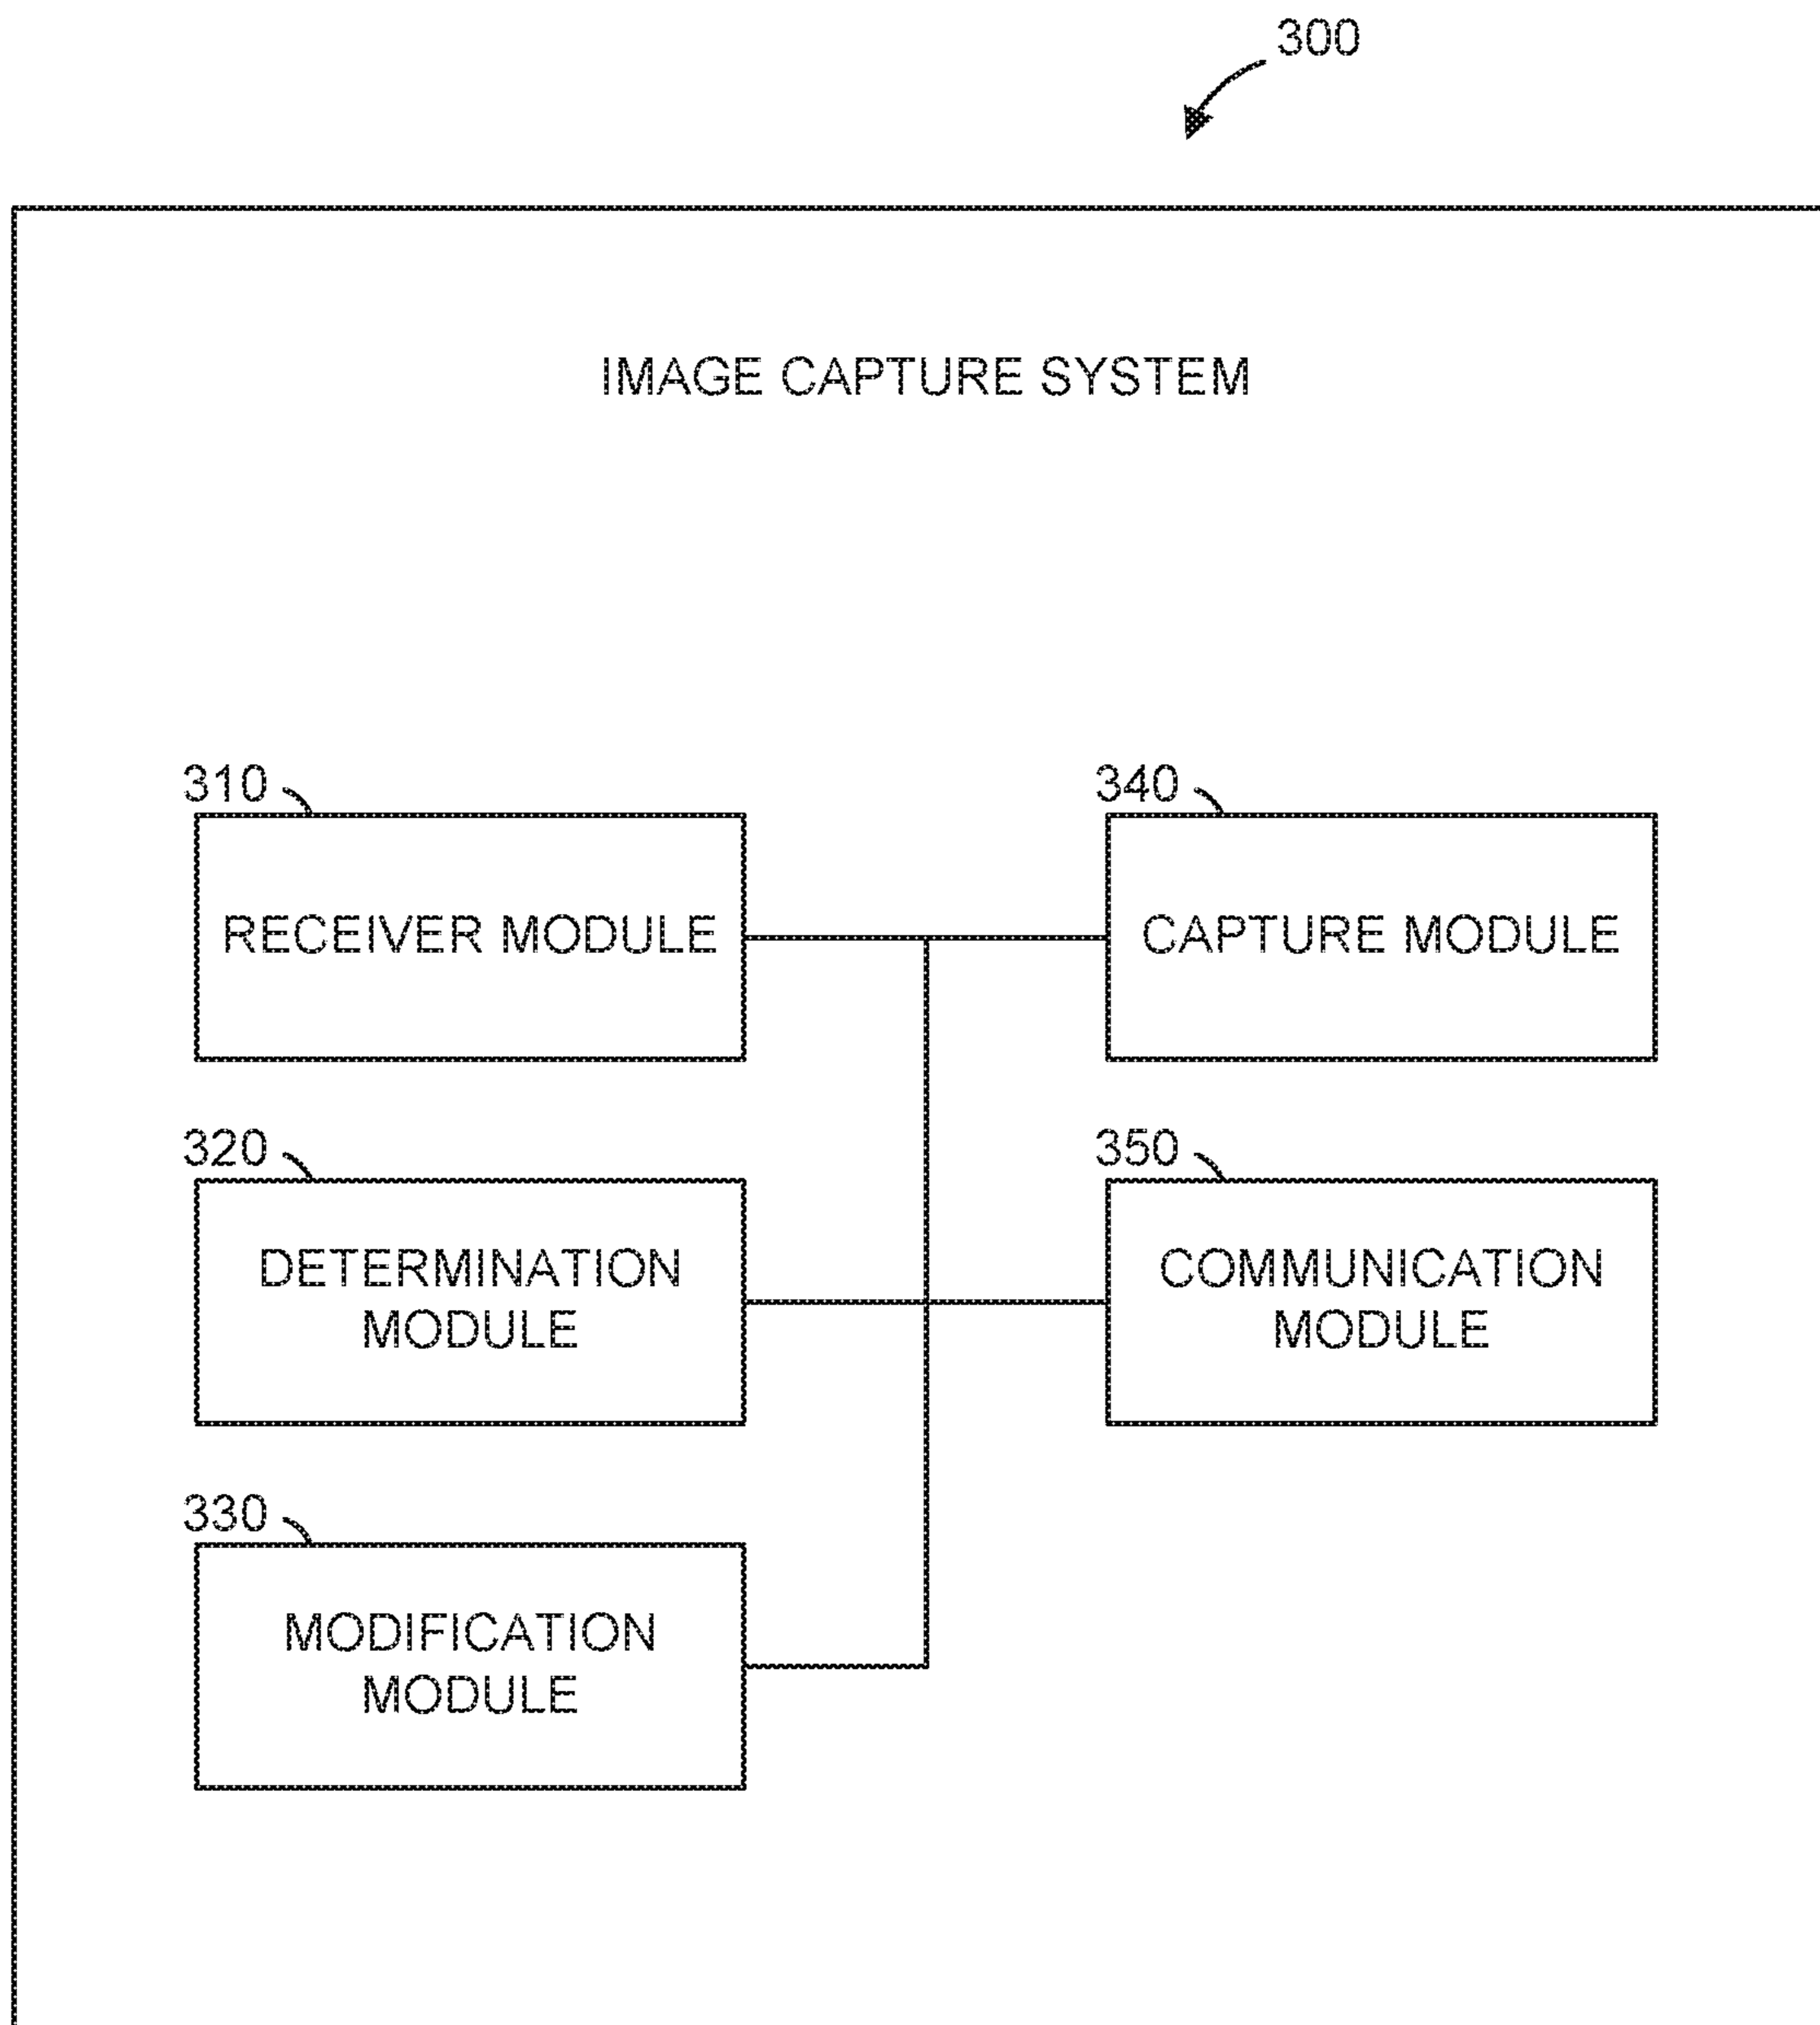 300
IMAGE CAPTURE SYSTEM
310
RECEIVER MODULE
340
CAPTURE MODULE
320
DETERMINATION
MODULE
350
COMMUNICATION
MODULE
330
MODIFICATION
MODULE